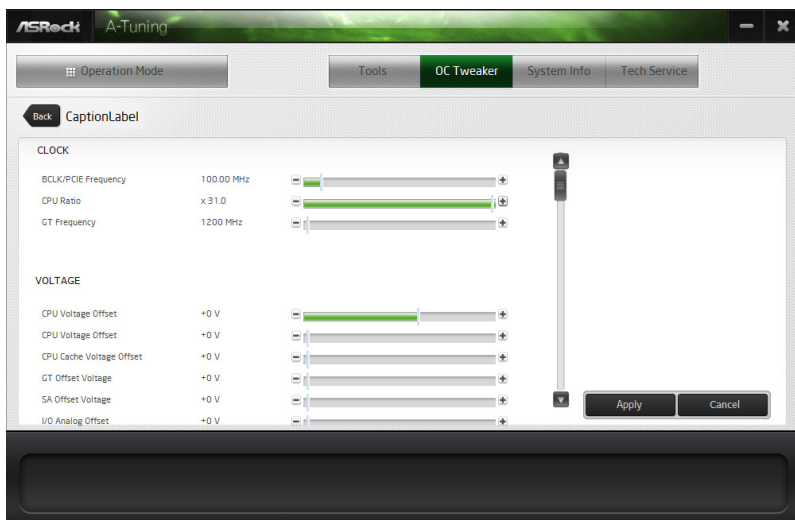 ASRock A-Tuning
Operation Mode Tools OC Tweaker System Info Tech Service
Back CaptionLabel
CLOCK
BCLK/PCIE Frequency 100.00 MHz
CPU Ratio x 31.0
GT Frequency 1200 MHz
VOLTAGE
CPU Voltage Offset +0 V
CPU Voltage Offset +0 V
CPU Cache Voltage Offset +0 V
GT Offset Voltage +0 V
SA Offset Voltage +0 V
I/O Analog Offset +0 V
Apply Cancel